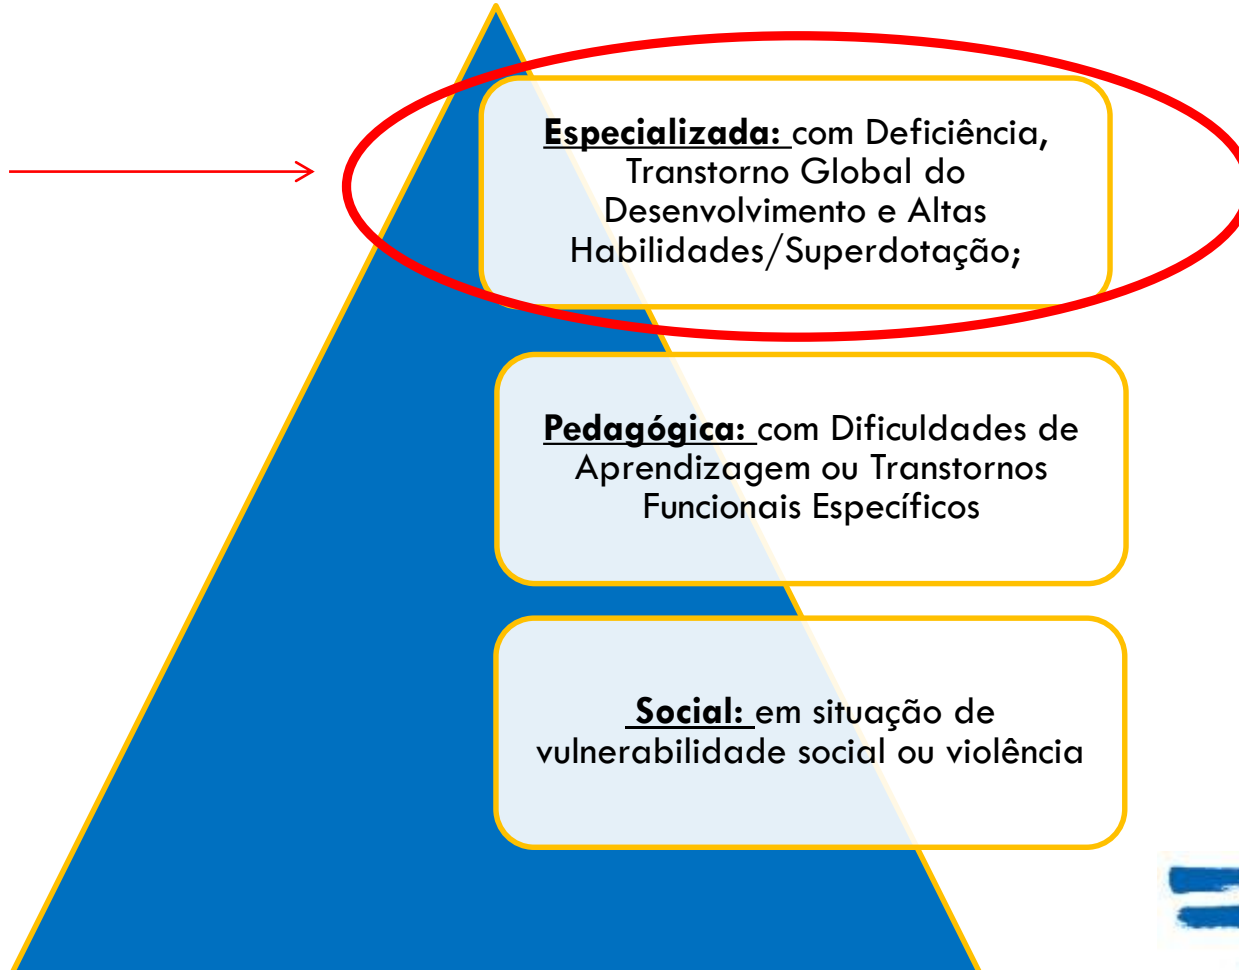 Especializada: com Deficiência,
Transtorno Global do
Desenvolvimento e Altas
Habilidades/Superdotação;
Pedagógica: com Dificuldades de
Aprendizagem ou Transtornos
Funcionais Específicos
Social: em situação de
vulnerabilidade social ou violência